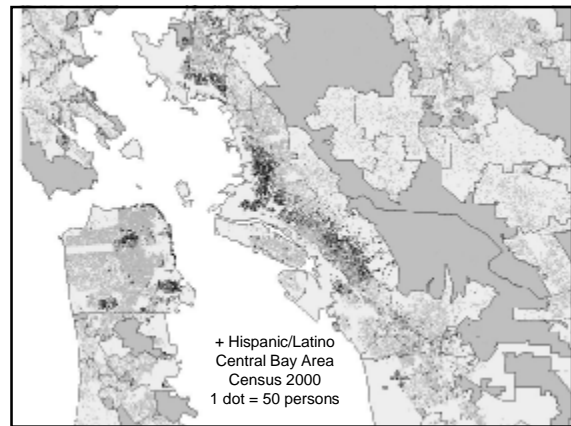 + Hispanic/Latino
Central Bay Area
Census 2000
1 dot = 50 persons